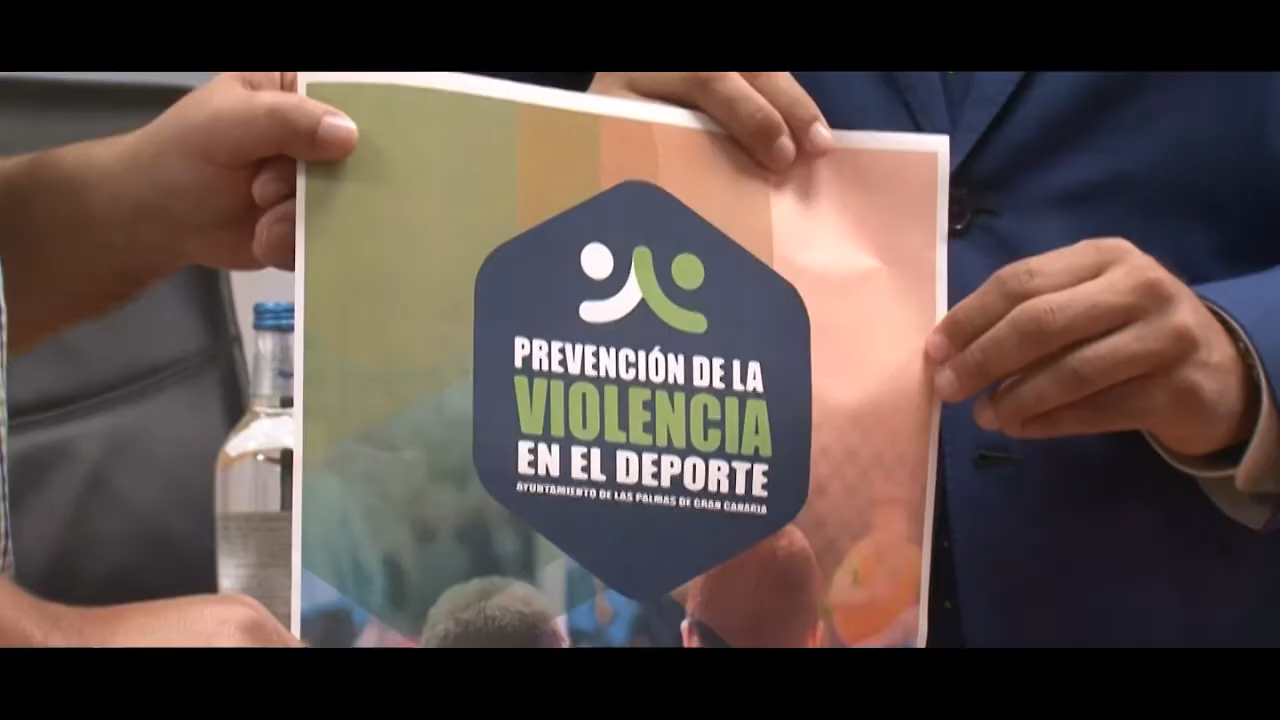 PREVENCIÓN DE LA
VIOLENCIA
EN EL DEPORTE
AYUNTAMIENTO DE LAS PALMAS DE GRAN CANARIA